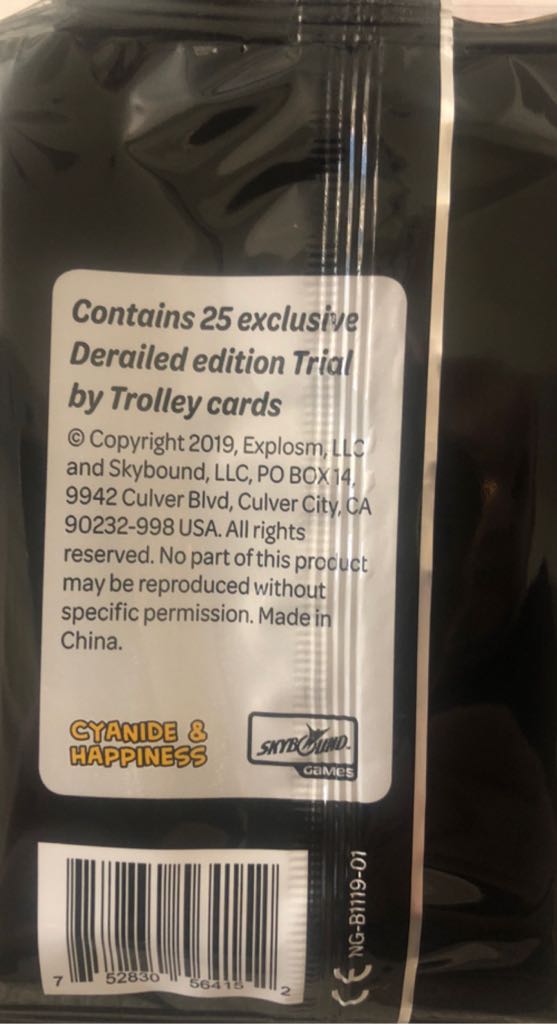 Contains 25 exclusive
Derailed edition Trial
by Trolley cards
© Copyright 2019, Explosm, LLC
and Skybound, LLC, PO BOX 14,
9942 Culver Blvd, Culver City, CA
90232-998 USA. All rights
reserved. No part of this product
may be reproduced without
specific permission. Made in
China.
CYANIDE &
HAPPINESS
SKYBOUND.
GAMES
7 52830 56415 2
CE NG-B1119-01